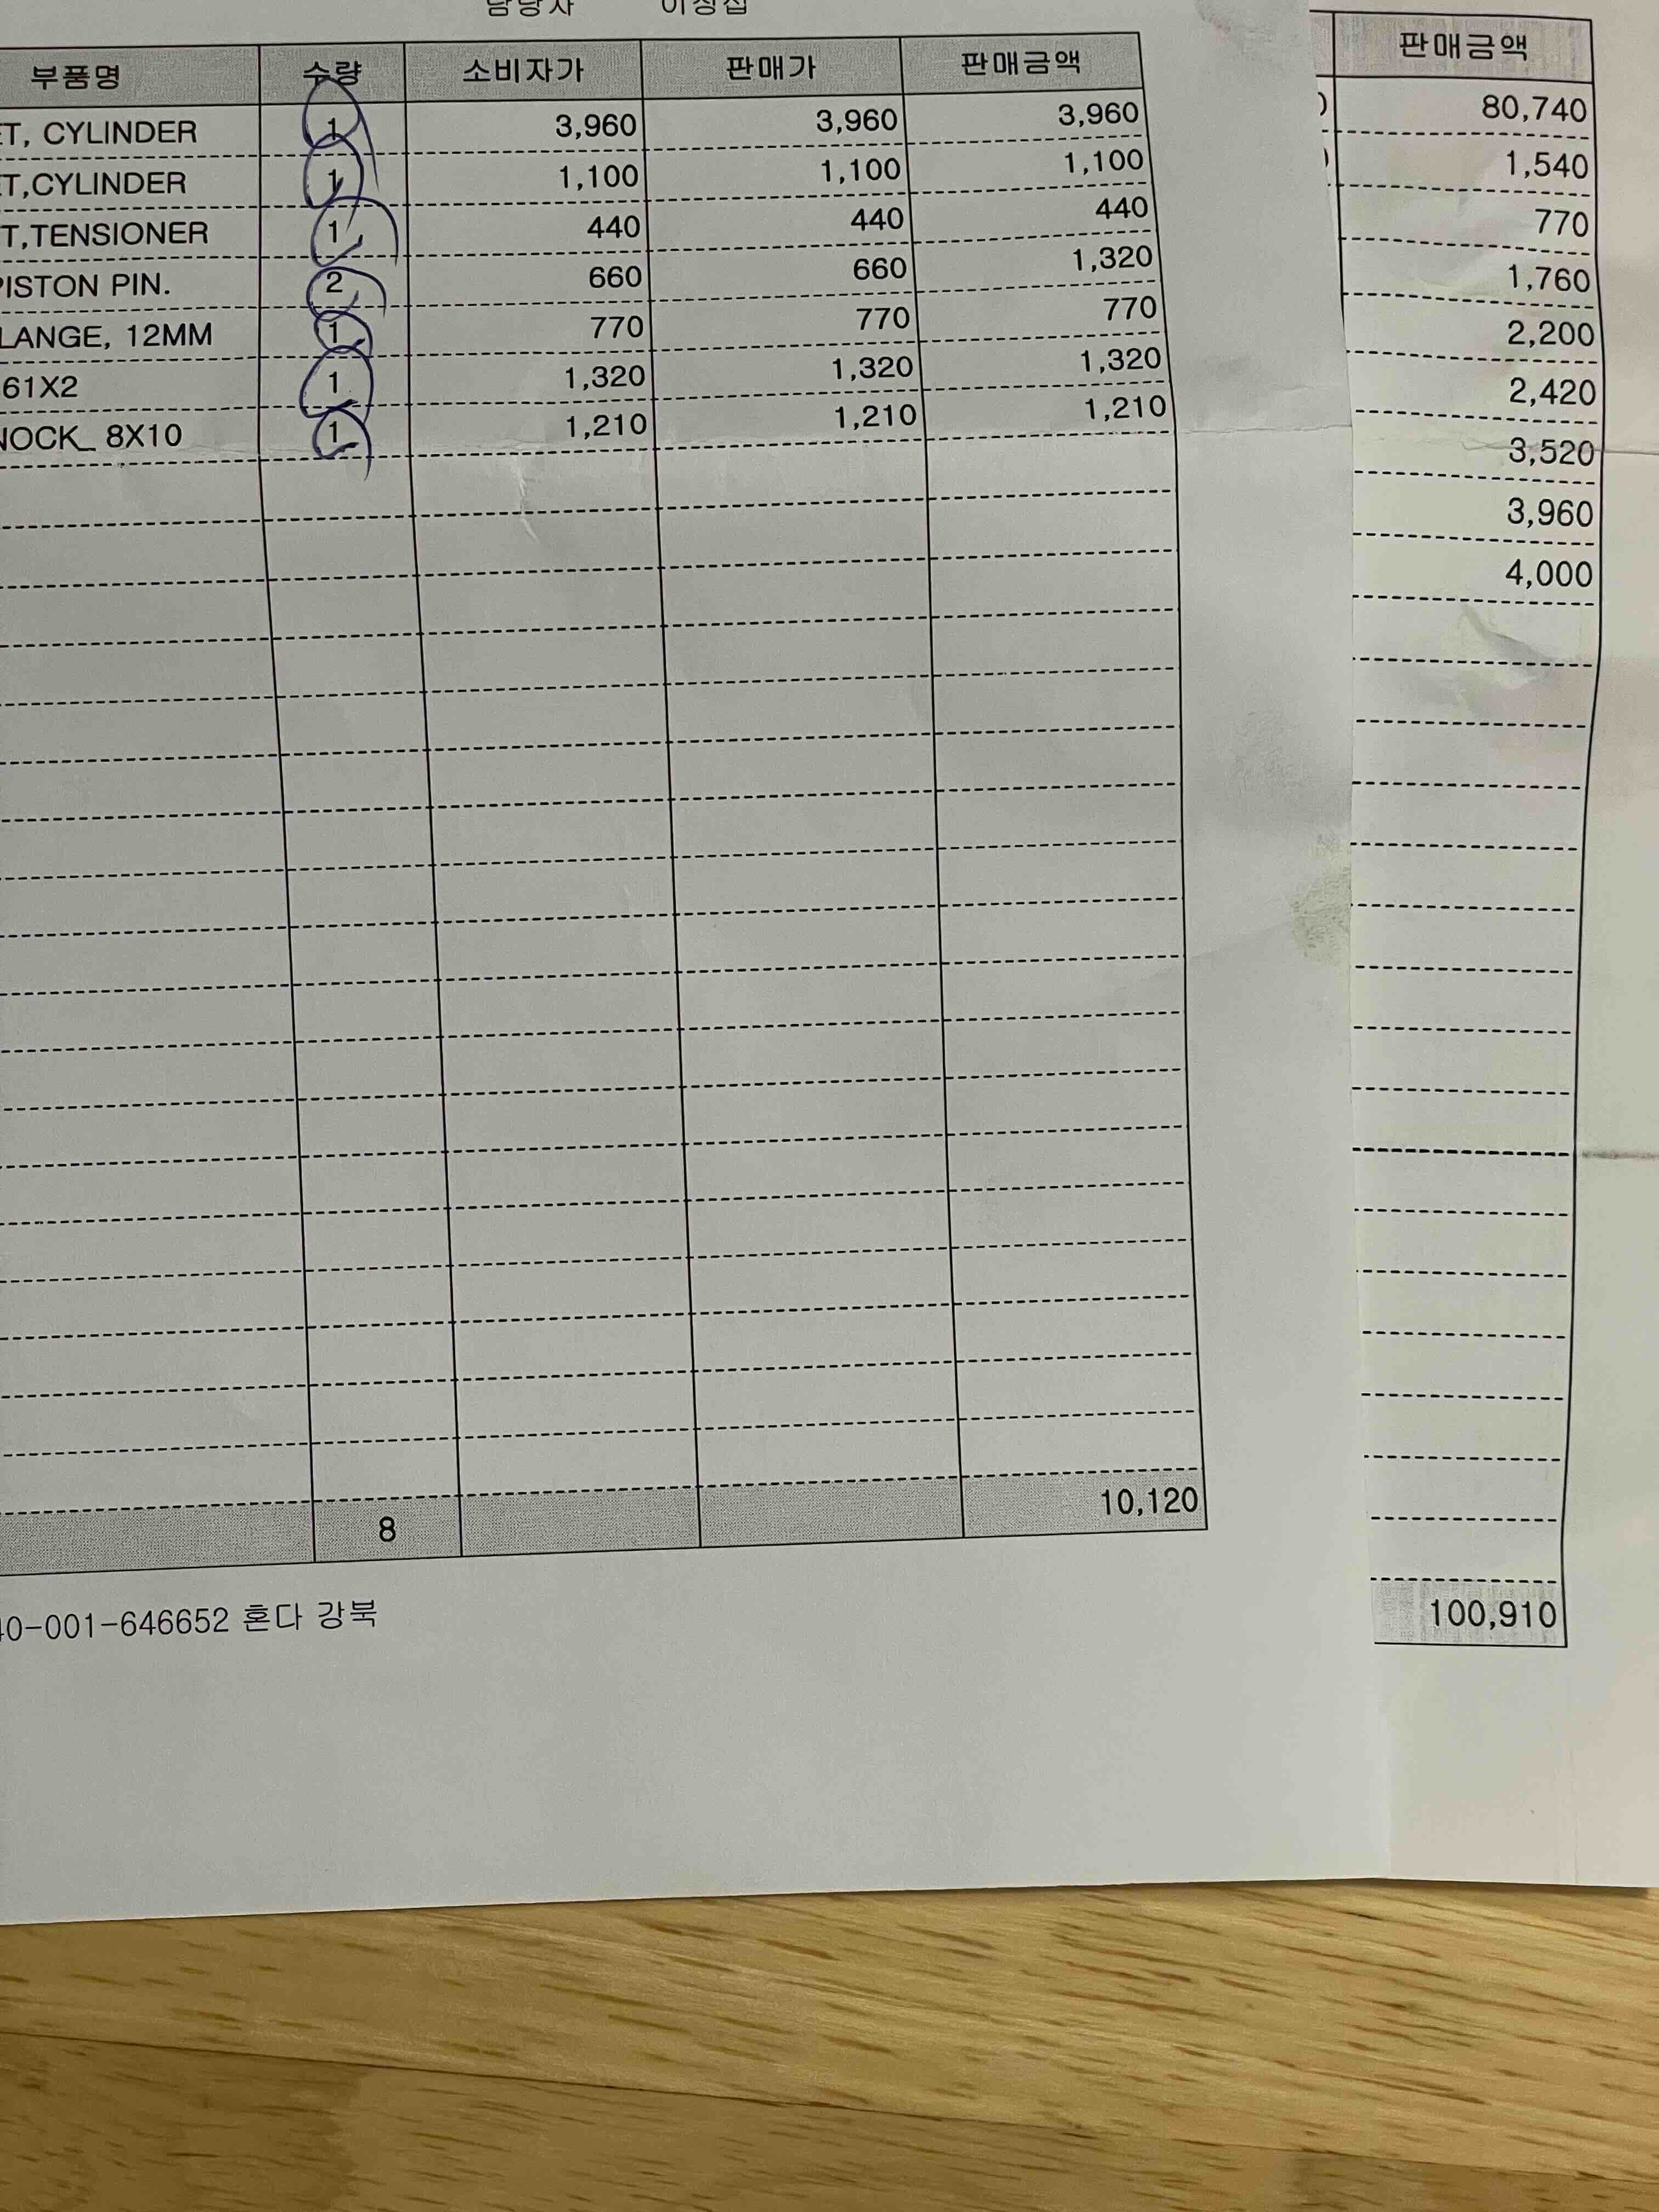 담당자 이창섭
부품명 수량 소비자가 판매가 판매금액
ET, CYLINDER 1 3,960 3,960 3,960
ET,CYLINDER 1 1,100 1,100 1,100
T,TENSIONER 1 440 440 440
PISTON PIN. 2 660 660 1,320
LANGE, 12MM 1 770 770 770
61X2 1 1,320 1,320 1,320
NOCK_ 8X10 1 1,210 1,210 1,210
8 10,120
40-001-646652 혼다 강북
판매금액
80,740
1,540
770
1,760
2,200
2,420
3,520
3,960
4,000
100,910